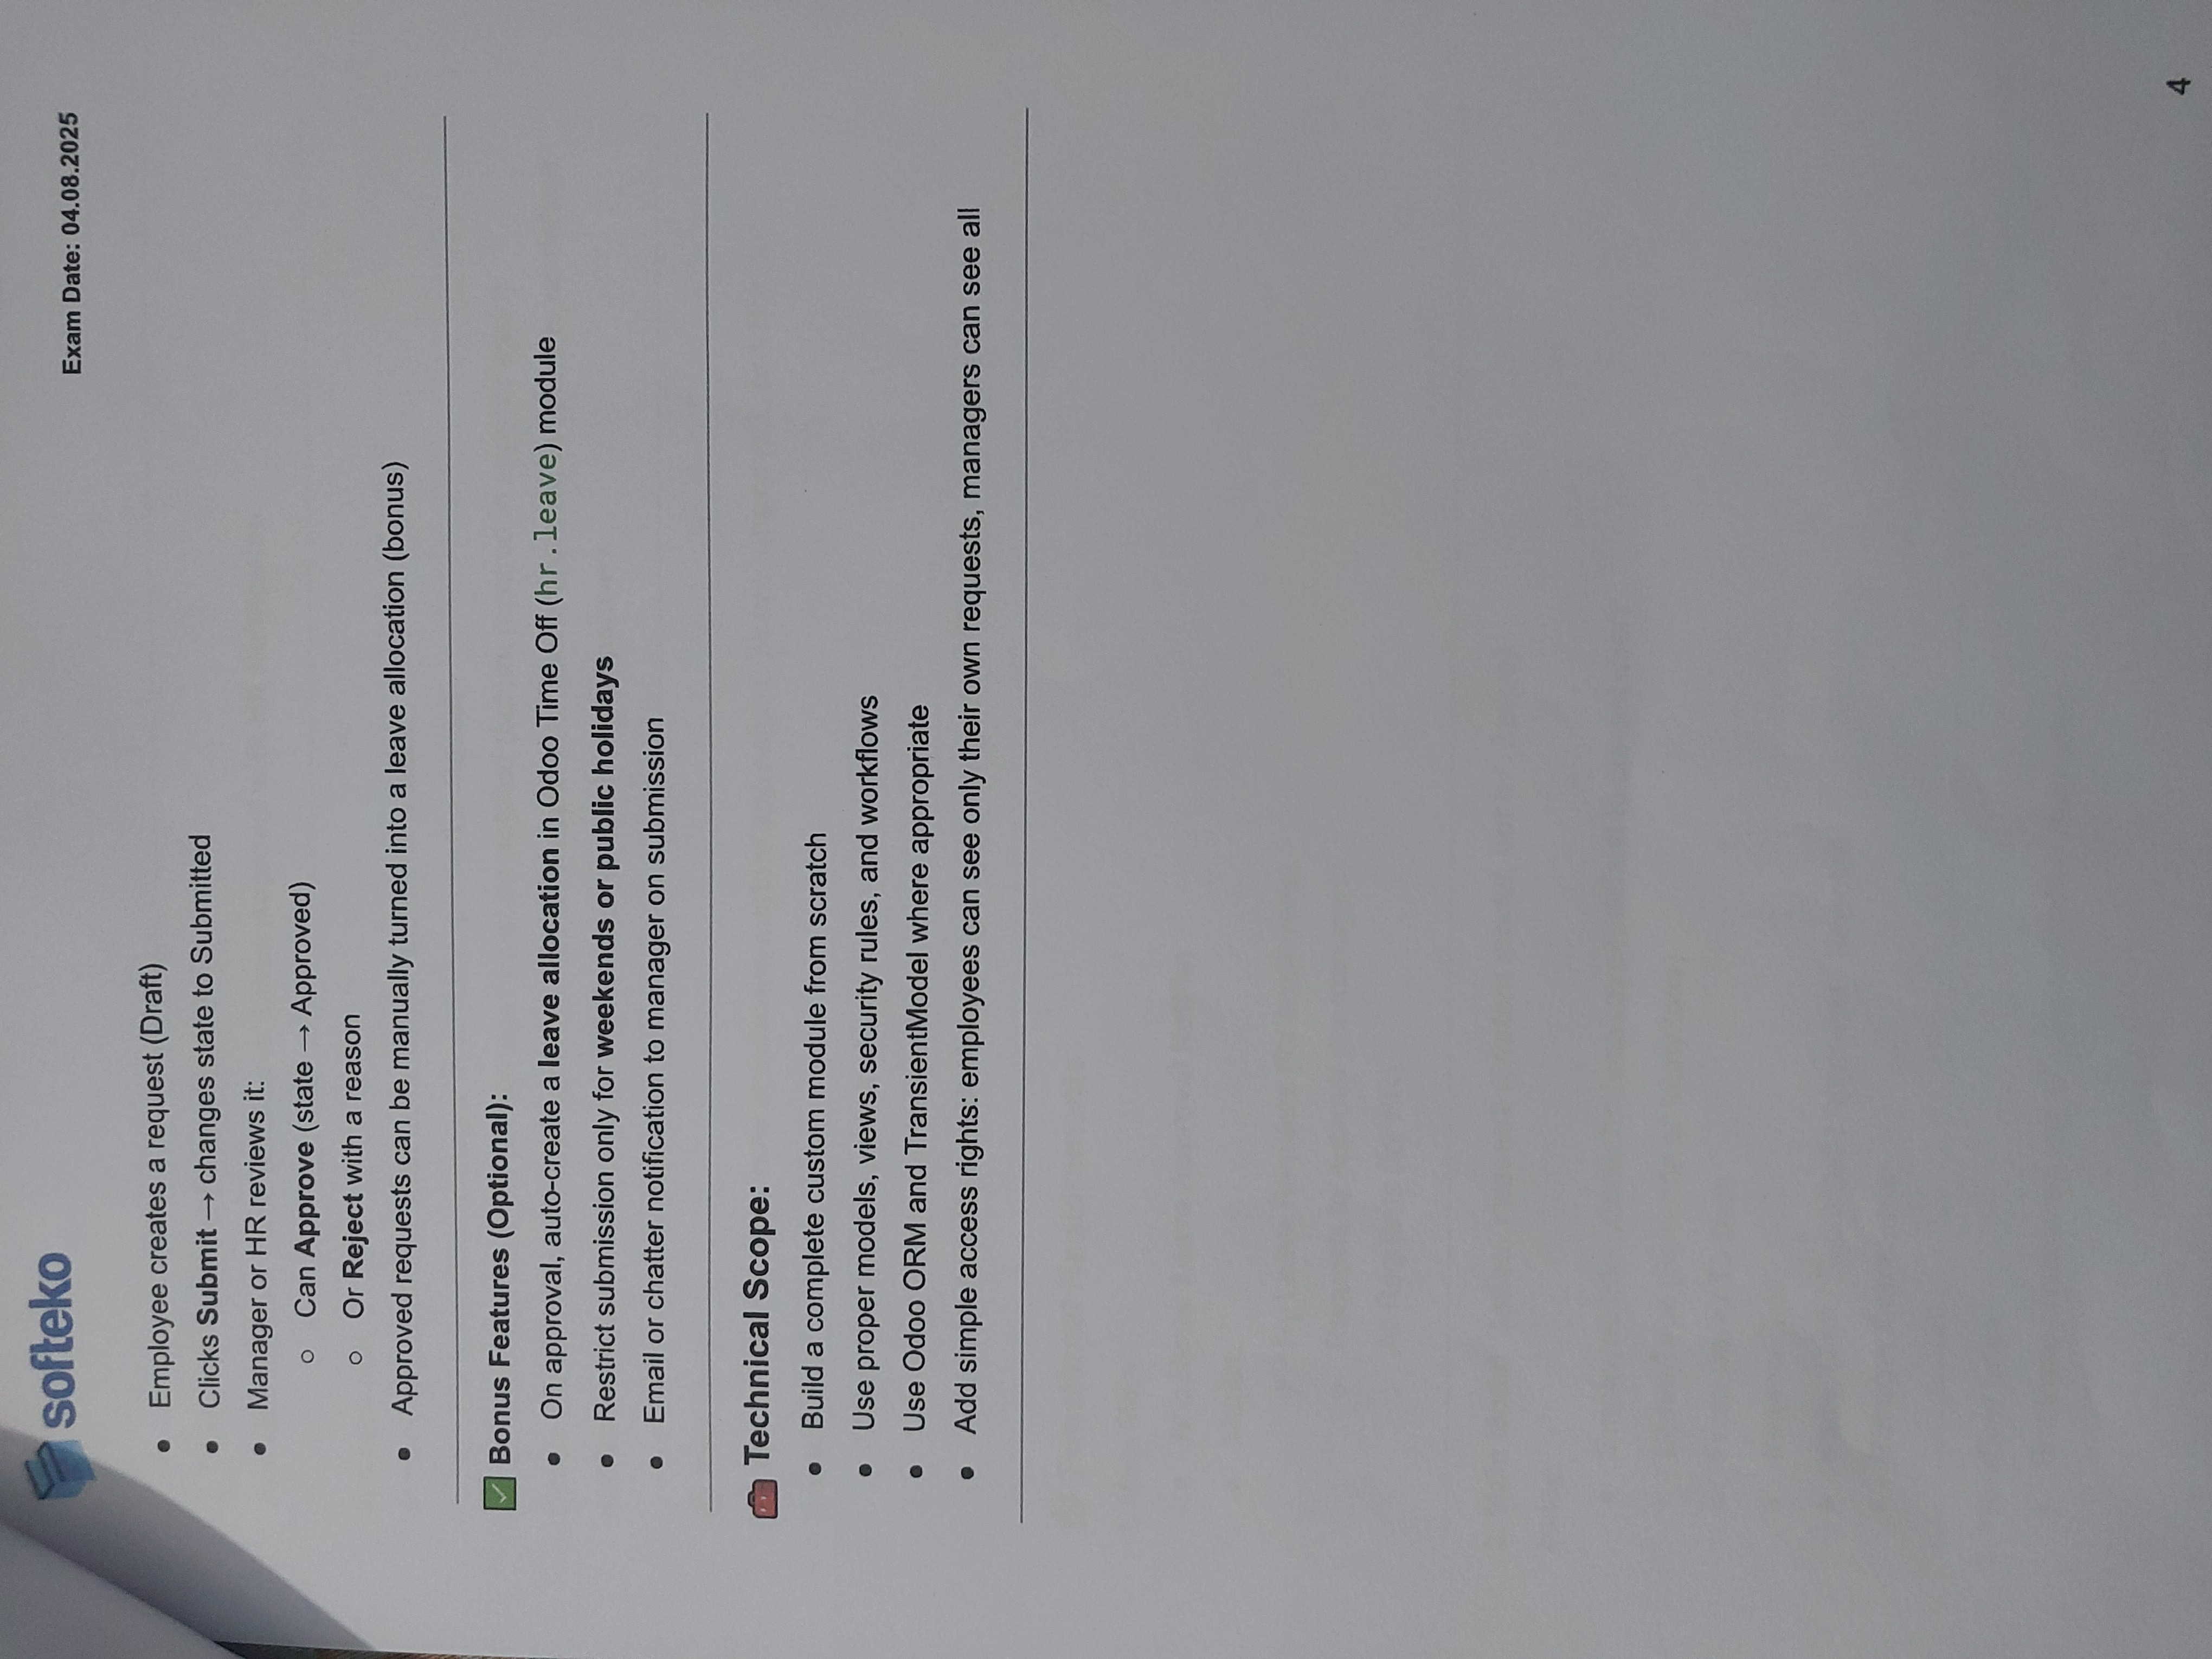 softeko
Exam Date: 04.08.2025
● Employee creates a request (Draft)
● Clicks Submit → changes state to Submitted
● Manager or HR reviews it:
○ Can Approve (state → Approved)
○ Or Reject with a reason
● Approved requests can be manually turned into a leave allocation (bonus)
✅ Bonus Features (Optional):
● On approval, auto-create a leave allocation in Odoo Time Off (hr.leave) module
● Restrict submission only for weekends or public holidays
● Email or chatter notification to manager on submission
🧰 Technical Scope:
● Build a complete custom module from scratch
● Use proper models, views, security rules, and workflows
● Use Odoo ORM and TransientModel where appropriate
● Add simple access rights: employees can see only their own requests, managers can see all
4